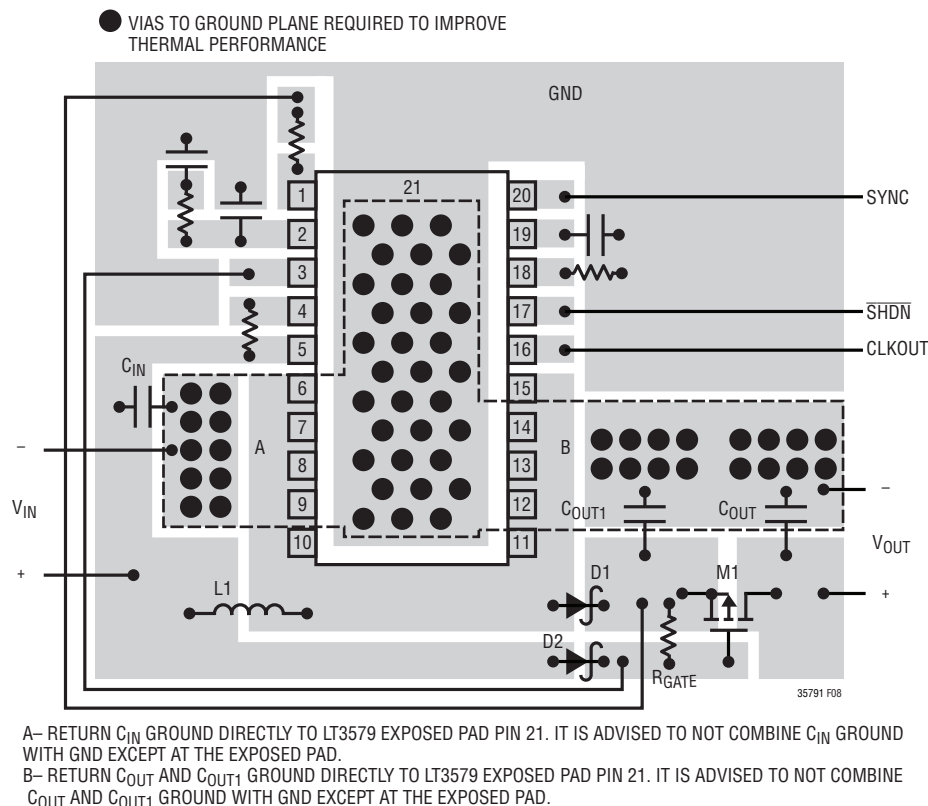 VIAS TO GROUND PLANE REQUIRED TO IMPROVE
THERMAL PERFORMANCE
GND
21
1
20
SYNC
2
19
3
18
4
17
SHDN
5
16
CLKOUT
CIN
6
15
7
14
A
B
8
13
–
–
9
12
VIN
COUT1
COUT
10
11
VOUT
+
L1
D1
M1
+
D2
RGATE
35791 F08
A– RETURN CIN GROUND DIRECTLY TO LT3579 EXPOSED PAD PIN 21. IT IS ADVISED TO NOT COMBINE CIN GROUND
WITH GND EXCEPT AT THE EXPOSED PAD.
B– RETURN COUT AND COUT1 GROUND DIRECTLY TO LT3579 EXPOSED PAD PIN 21. IT IS ADVISED TO NOT COMBINE
COUT AND COUT1 GROUND WITH GND EXCEPT AT THE EXPOSED PAD.